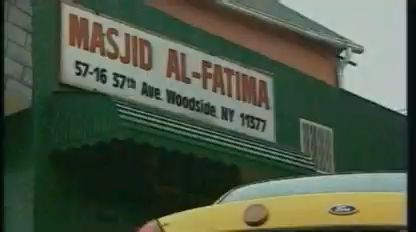 MASJID AL-FATIMA
57-16 37th Ave. Woodside, NY 11377
Ford